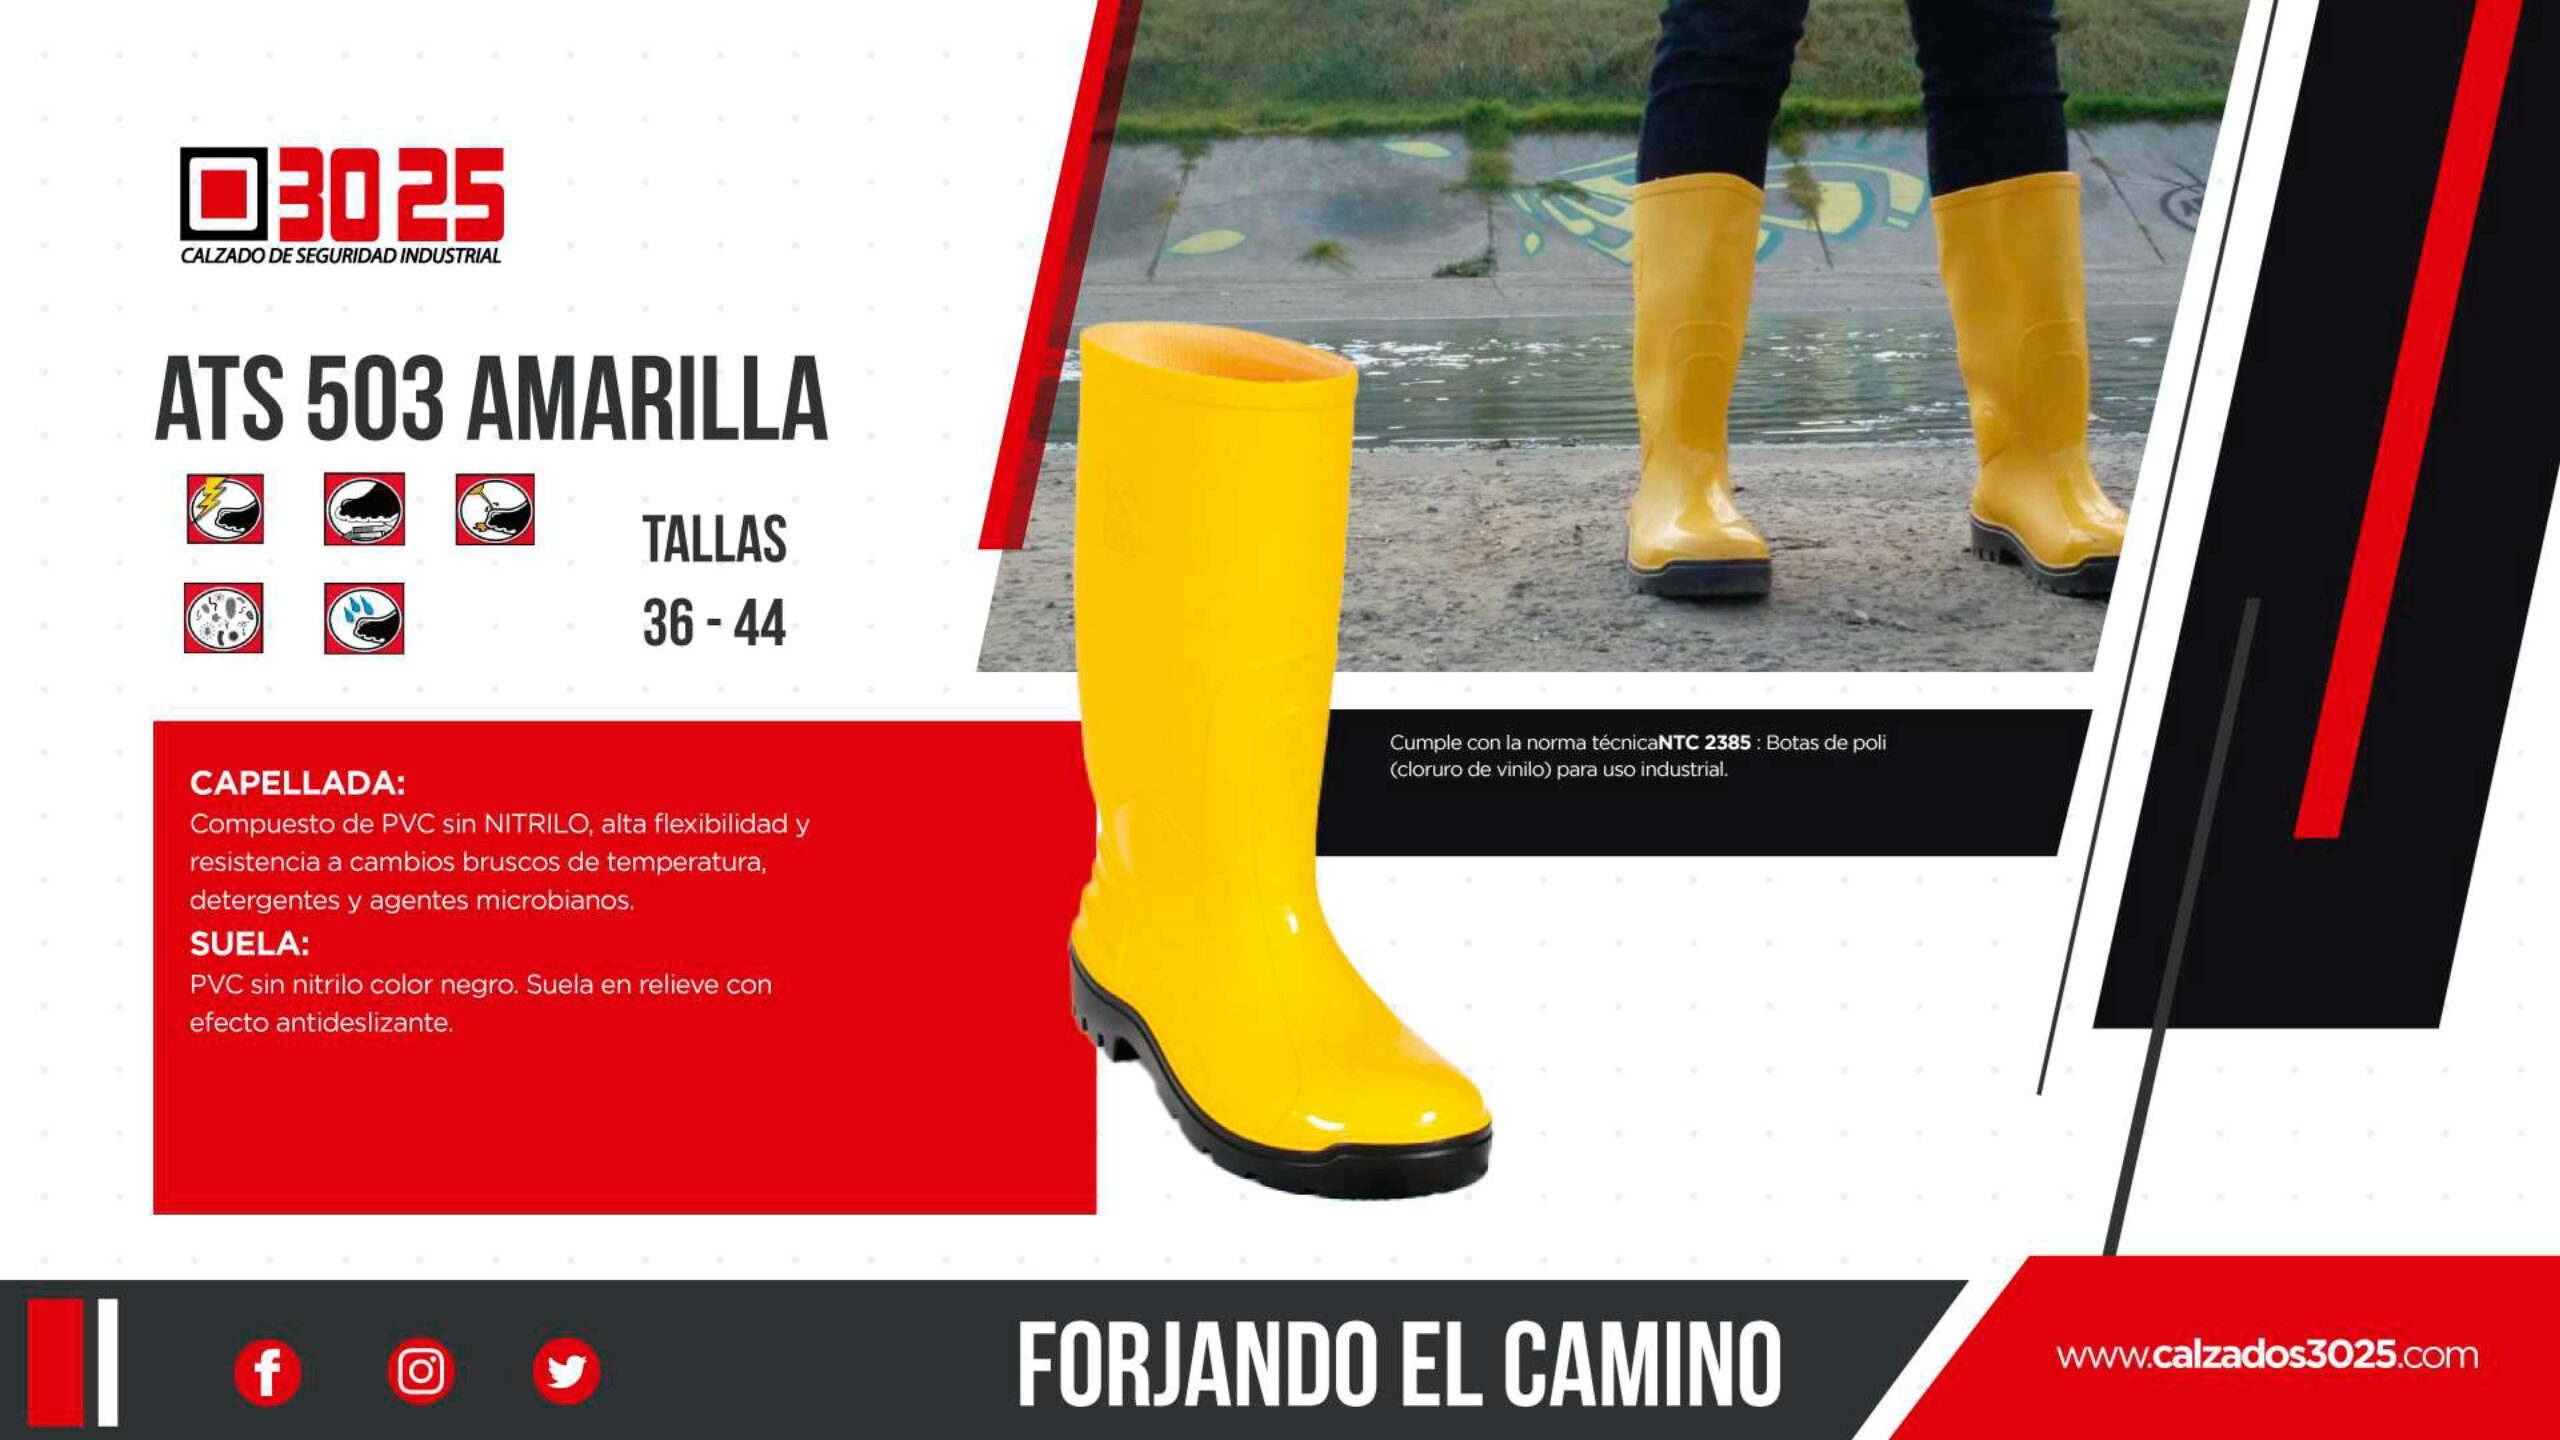 30 25
CALZADO DE SEGURIDAD INDUSTRIAL
ATS 503 AMARILLA
TALLAS
36 - 44
CAPELLADA:
Compuesto de PVC sin NITRILO, alta flexibilidad y
resistencia a cambios bruscos de temperatura,
detergentes y agentes microbianos.
SUELA:
PVC sin nitrilo color negro. Suela en relieve con
efecto antideslizante.
Cumple con la norma técnicaNTC 2385 : Botas de poli
(cloruro de vinilo) para uso industrial.
FORJANDO EL CAMINO
www.calzados3025.com